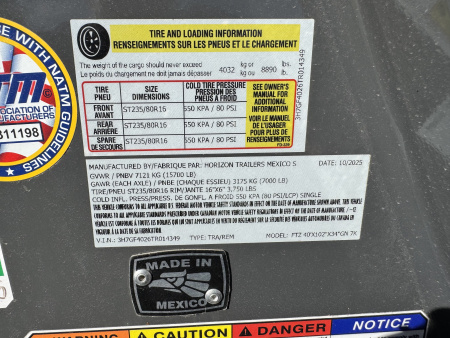 TIRE AND LOADING INFORMATION
RENSEIGNEMENTS SUR LES PNEUS ET LE CHARGEMENT
The weight of the cargo should never exceed
Le poids du chargement ne doit jamais dépasser
4032 kg or/ou 8890 lbs. lb.
TIRE PNEU
SIZE DIMENSIONS
COLD TIRE PRESSURE PRESSION DES PNEUS A FROID
FRONT AVANT ST235/80R16 550 KPA / 80 PSI
REAR ARRIÈRE ST235/80R16 550 KPA / 80 PSI
SPARE DE SECOURS ST235/80R16 550 KPA / 80 PSI
SEE OWNER'S
MANUAL FOR
ADDITIONAL
INFORMATION
VOIR LE MANUEL
DE L'USAGER
POUR PLUS DE
RENSEIGNEMENTS
3H7GF4026TR014349
E WITH NATM GUIDELINES
SOCIATION OF
MANUFACTURERS
311198
MANUFACTURED BY/FABRIQUE PAR: HORIZON TRAILERS MEXICO S DATE: 10/2025
GVWR / PNBV 7121 KG (15700 LB)
GAWR (EACH AXLE) / PNBE (CHAQUE ESSIEU) 3175 KG (7000 LB)
TIRE/PNEU ST235/80R16 RIM/JANTE 16"X6" 3,750 LBS
COLD INFL. PRESS./PRESS. DE GONFL. A FROID 550 KPA (80 PSI/LCP) SINGLE
V.I.N./N.I.V.: 3H7GF4026TR014349 TYPE: TRA/REM MODEL: FTZ 40'X102"X34"GN 7K
MADE IN
MEXICO
WARNING
DANGER
NOTICE